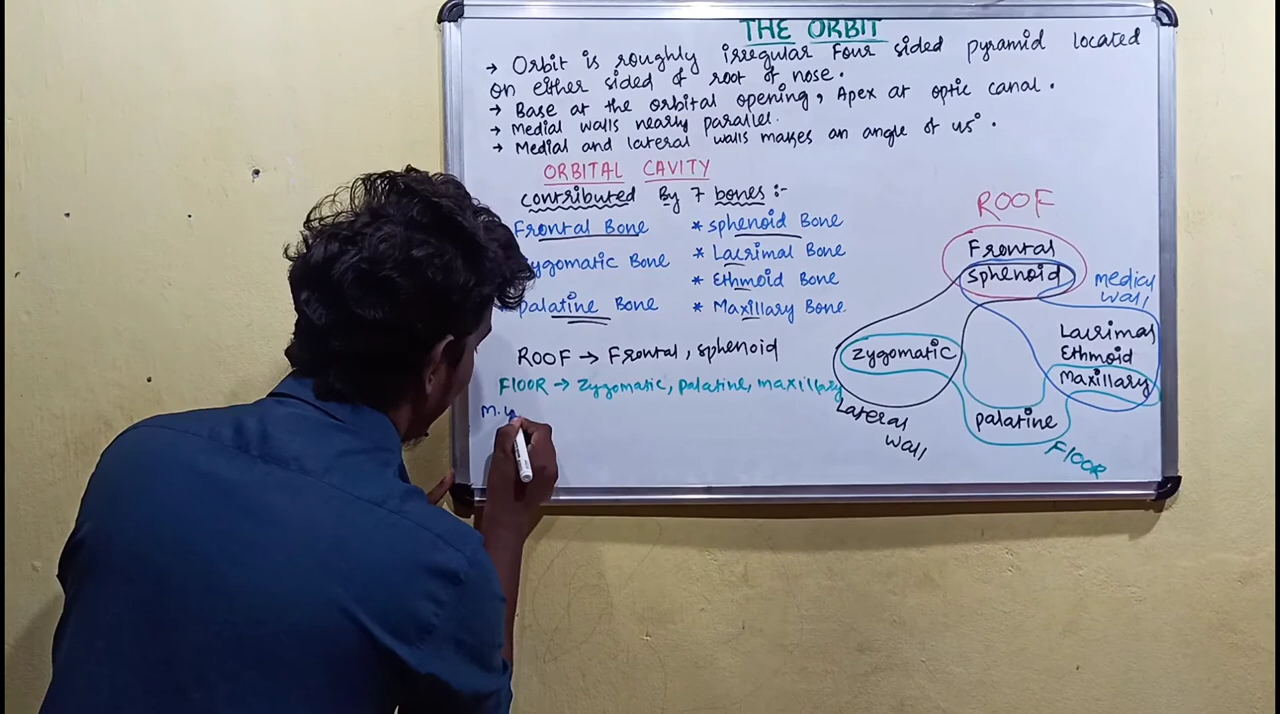 THE ORBIT
→ Orbit is roughly irregular Four sided pyramid located
on either sided of root of nose.
→ Base at the orbital opening, Apex at optic canal.
→ Medial walls nearly parallel.
→ Medial and lateral walls makes an angle of 45°.
ORBITAL CAVITY
contributed By 7 bones :-
Frontal Bone * sphenoid Bone
ygomatic Bone * Lacrimal Bone
* Ethmoid Bone
palatine Bone * Maxillary Bone
ROOF → Frontal, sphenoid
FlOOR → Zygomatic, palatine, maxillary
M.
ROOF
Frontal
sphenoid
medical
wall
Lacrimal
Ethmoid
Maxillary
zygomatic
Lateral
wall
palatine
FlOOR